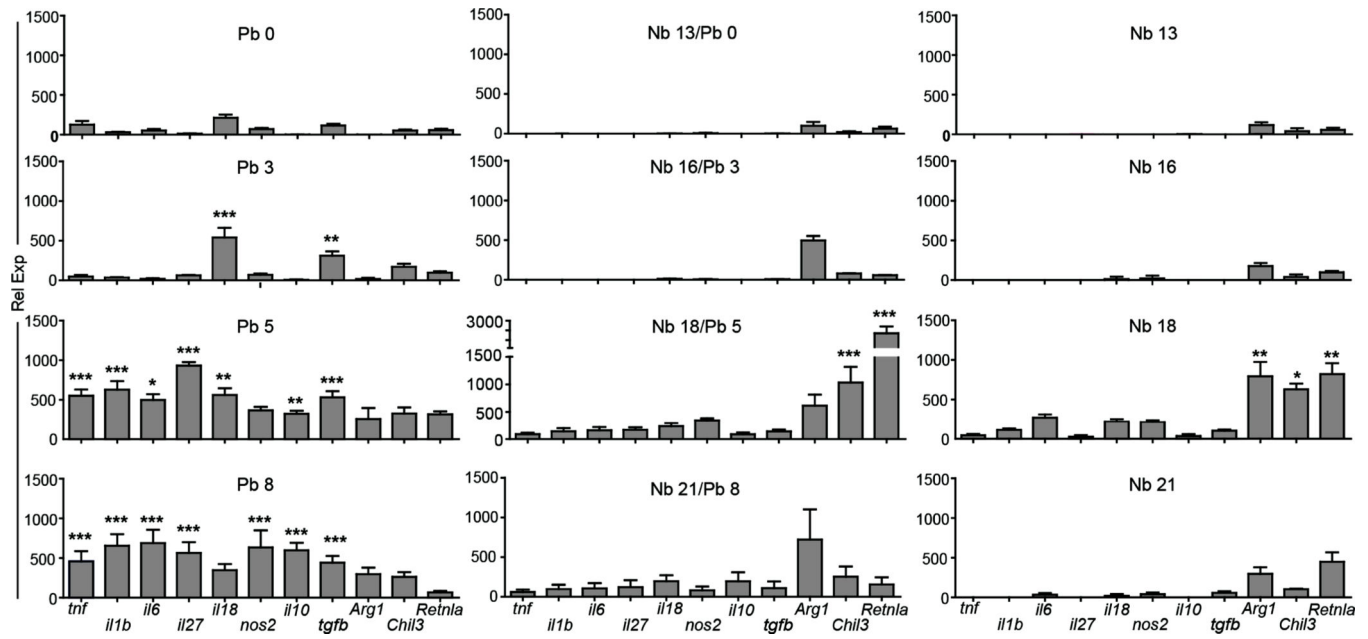 Rel Exp
1500 Pb 0 1500 Nb 13/Pb 0 1500 Nb 13
1000 1000 1000
500 500 500
0 0 0
1500 Pb 3 1500 Nb 16/Pb 3 1500 Nb 16
1000 1000 1000
***
**
500 500 500
0 0 0
1500 Pb 5 3000 Nb 18/Pb 5 1500 Nb 18
*** *** * *** ** ** *** *** *** ** * **
1000 1500 1000
1000
500 500 500
0 0 0
1500 Pb 8 1500 Nb 21/Pb 8 1500 Nb 21
*** *** *** *** *** *** ***
1000 1000 1000
500 500 500
0 0 0
tnf il6 il18 il10 Arg1 Retnla tnf il6 il18 il10 Arg1 Retnla tnf il6 il18 il10 Arg1 Retnla
il1b il27 nos2 tgfb Chil3 il1b il27 nos2 tgfb Chil3 il1b il27 nos2 tgfb Chil3